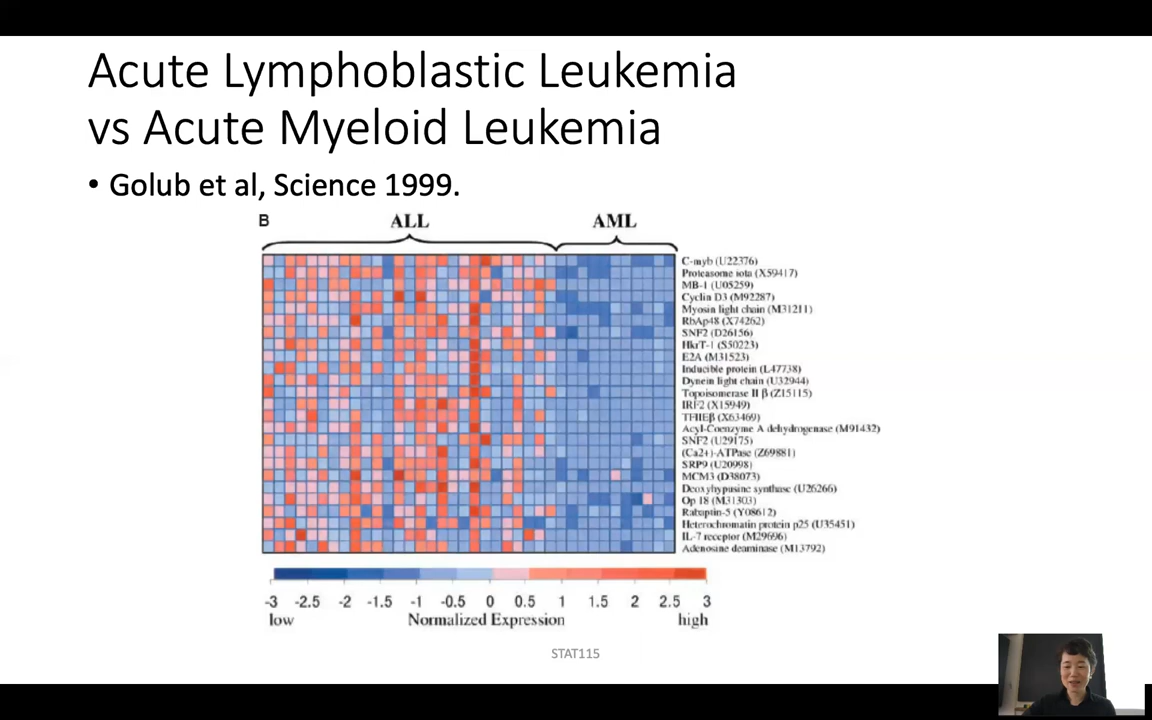 Acute Lymphoblastic Leukemia
vs Acute Myeloid Leukemia
• Golub et al, Science 1999.
B
ALL
AML
C-myb (U22376)
Proteasome iota (X59417)
MB-1 (U05259)
Cyclin D3 (M92287)
Myosin light chain (M31211)
RbAp48 (X74262)
SNF2 (D26156)
HkrT-1 (S50223)
E2A (M31523)
Inducible protein (L47738)
Dynein light chain (U32944)
Topoisomerase II β (Z15115)
IRF2 (X15949)
TFIIEβ (X63469)
Acyl-Coenzyme A dehydrogenase (M91432)
SNF2 (U29175)
(Ca2+)-ATPase (Z69881)
SRP9 (U20998)
MCM3 (D38073)
Deoxyhypusine synthase (U26266)
Op 18 (M31303)
Rabaptin-5 (Y08612)
Heterochromatin protein p25 (U35451)
IL-7 receptor (M29696)
Adenosine deaminase (M13792)
-3 -2.5 -2 -1.5 -1 -0.5 0 0.5 1 1.5 2 2.5 3
low Normalized Expression high
STAT115